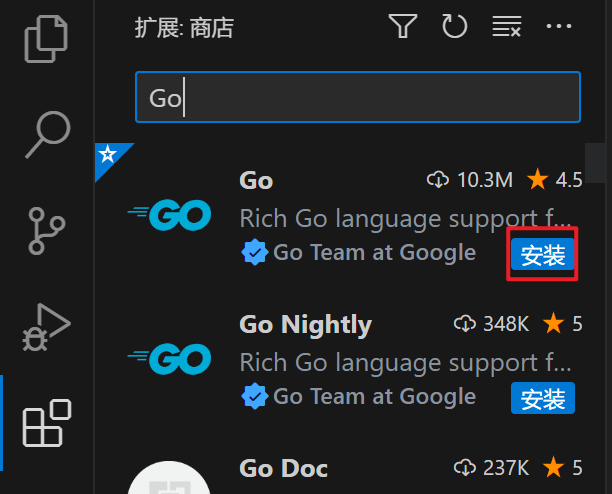 扩展: 商店
Go
Go 10.3M 4.5
GO
Rich Go language support f...
Go Team at Google 安装
Go Nightly 348K 5
GO
Rich Go language support f...
Go Team at Google 安装
Go Doc 237K 5